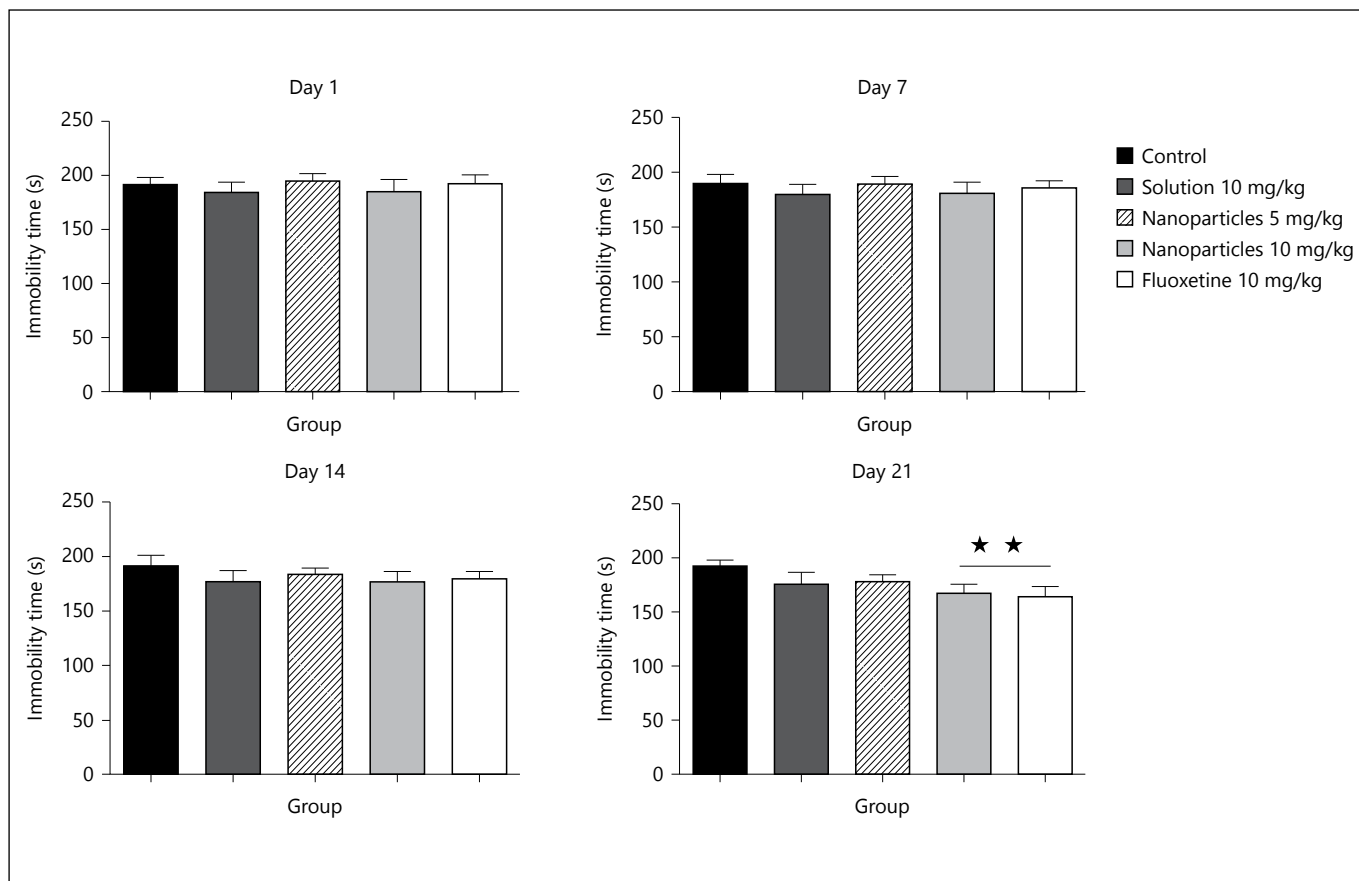 Day 1
250
200
150
100
50
0
Immobility time (s)
Group
Day 7
250
200
150
100
50
0
Immobility time (s)
Group
Control
Solution 10 mg/kg
Nanoparticles 5 mg/kg
Nanoparticles 10 mg/kg
Fluoxetine 10 mg/kg
Day 14
250
200
150
100
50
0
Immobility time (s)
Group
Day 21
250
200
150
100
50
0
Immobility time (s)
★ ★
Group